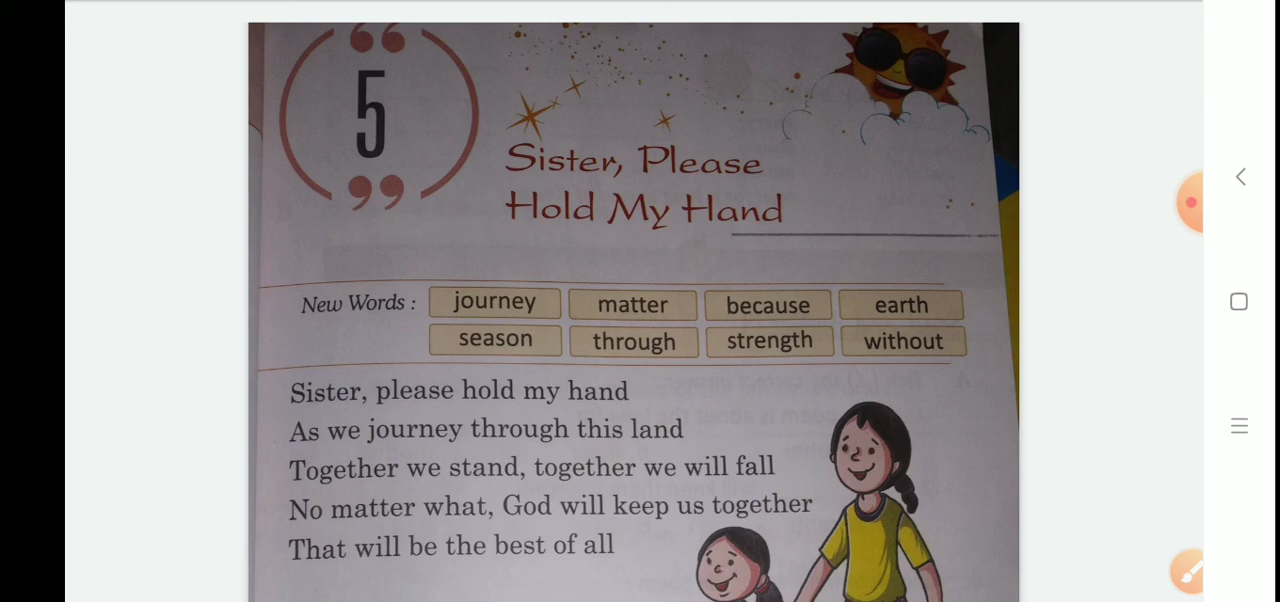 5
Sister, Please
Hold My Hand
New Words : journey matter because earth
season through strength without
Sister, please hold my hand
As we journey through this land
Together we stand, together we will fall
No matter what, God will keep us together
That will be the best of all